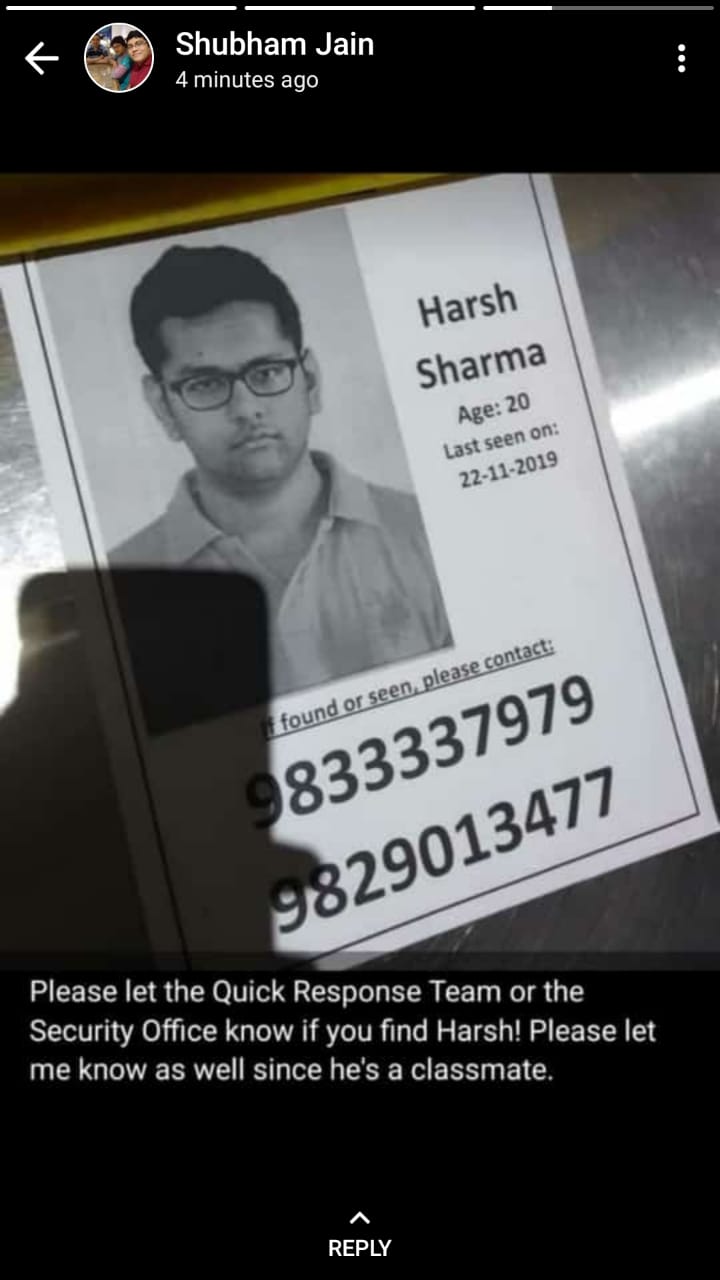 Shubham Jain
4 minutes ago
Harsh
Sharma
Age: 20
Last seen on:
22-11-2019
If found or seen, please contact:
9833337979
9829013477
Please let the Quick Response Team or the
Security Office know if you find Harsh! Please let
me know as well since he's a classmate.
REPLY